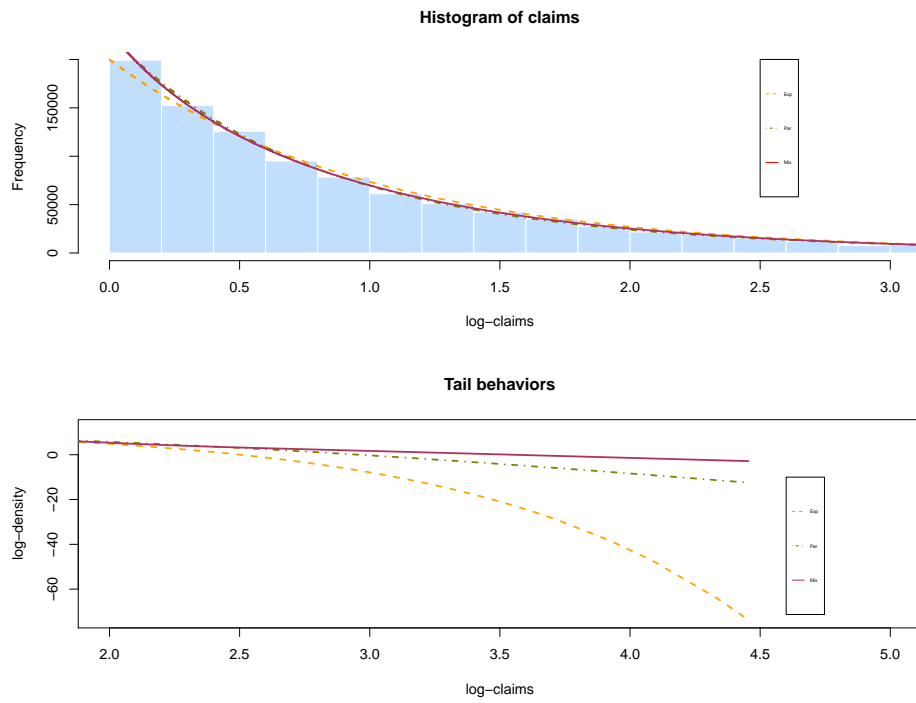 Histogram of claims
Frequency
0
50000
150000
0.0 0.5 1.0 1.5 2.0 2.5 3.0
log−claims
Exp
Par
Mix
Tail behaviors
log−density
0
−20
−40
−60
2.0 2.5 3.0 3.5 4.0 4.5 5.0
log−claims
Exp
Par
Mix